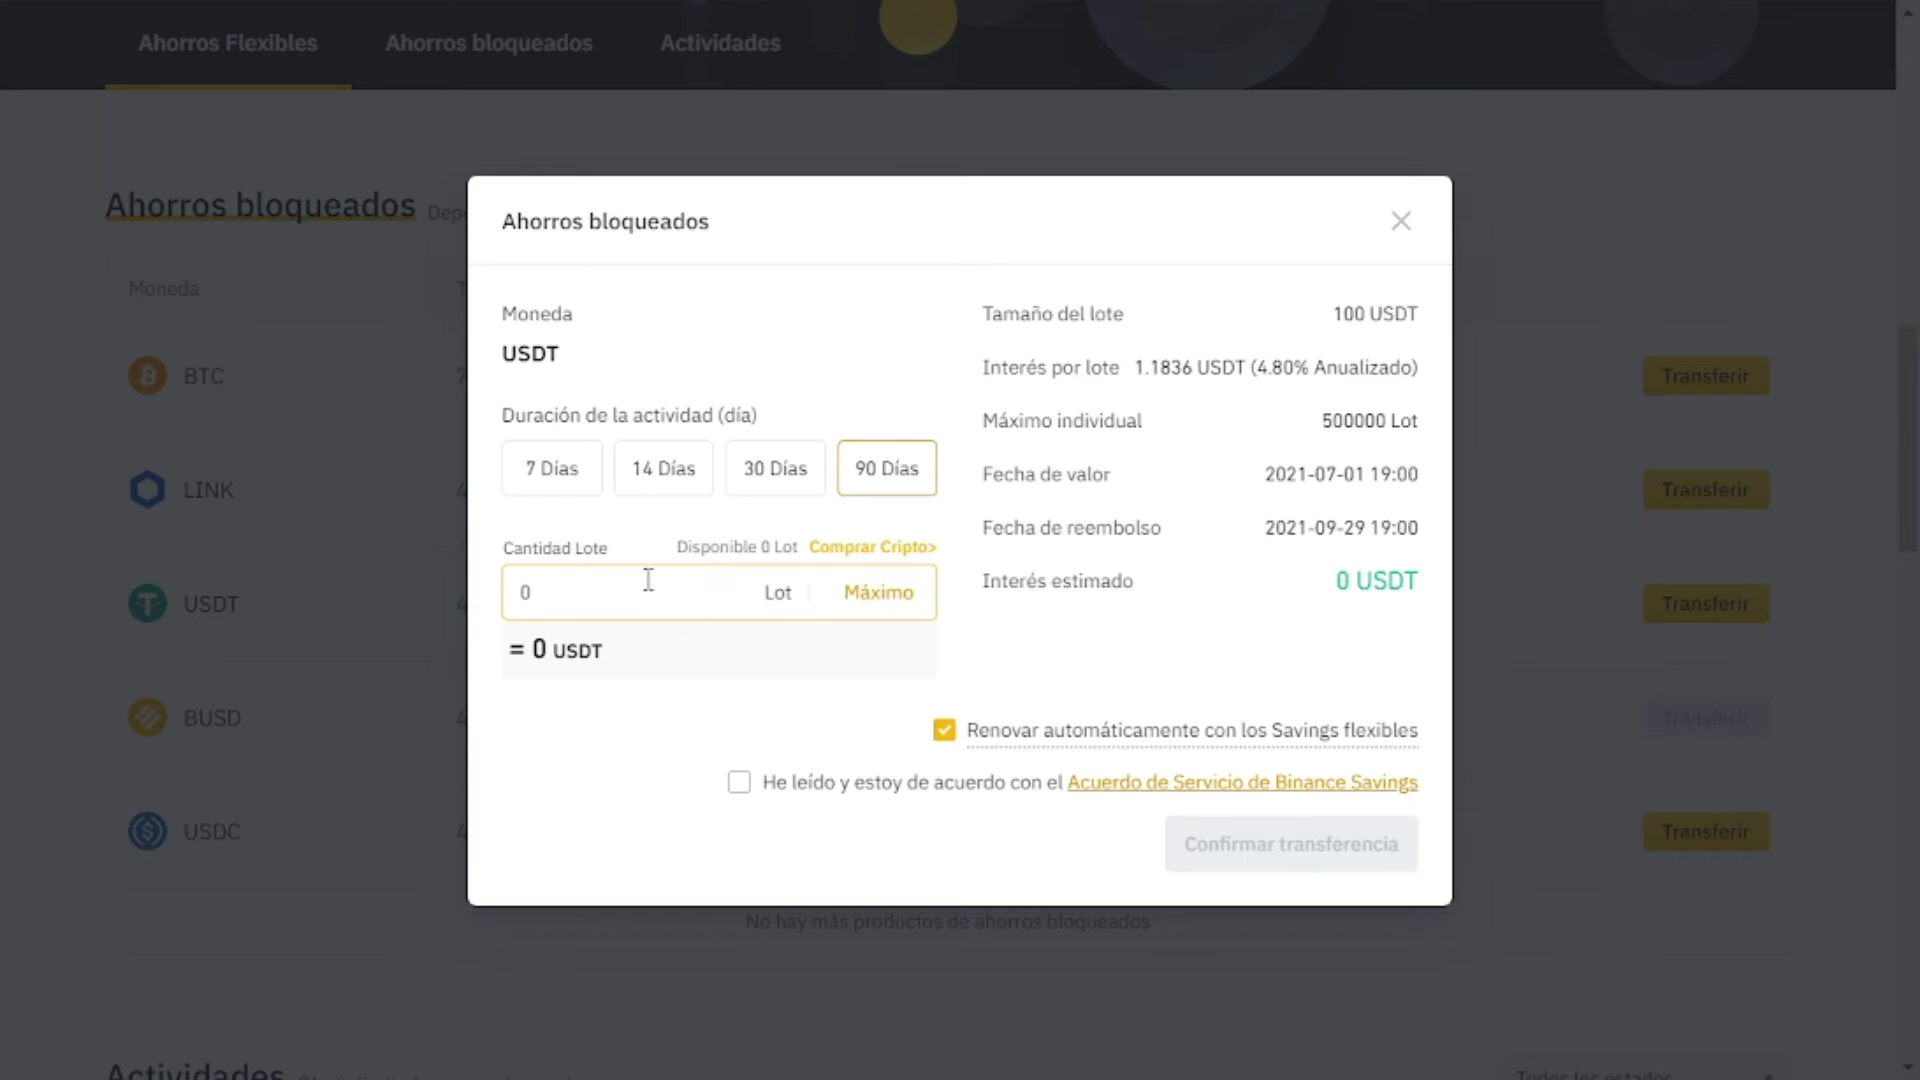 Ahorros Flexibles Ahorros bloqueados Actividades
Ahorros bloqueados
Moneda
BTC Transferir
LINK Transferir
USDT Transferir
BUSD Transferir
USDC Transferir
Ahorros bloqueados
Moneda
USDT
Duración de la actividad (día)
7 Días 14 Días 30 Días 90 Días
Cantidad Lote Disponible 0 Lot Comprar Cripto>
0 Lot Máximo
= 0 USDT
Tamaño del lote 100 USDT
Interés por lote 1.1836 USDT (4.80% Anualizado)
Máximo individual 500000 Lot
Fecha de valor 2021-07-01 19:00
Fecha de reembolso 2021-09-29 19:00
Interés estimado 0 USDT
Renovar automáticamente con los Savings flexibles
He leído y estoy de acuerdo con el Acuerdo de Servicio de Binance Savings
Confirmar transferencia
No hay más productos de ahorros bloqueados
Actividades
Todos los estados